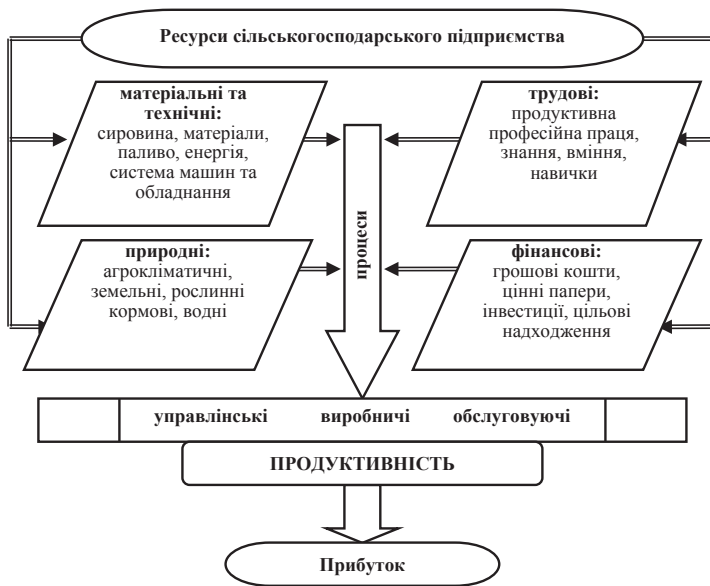 Ресурси сільськогосподарського підприємства
матеріальні та
технічні:
сировина, матеріали,
паливо, енергія,
система машин та
обладнання
трудові:
продуктивна
професійна праця,
знання, вміння,
навички
процеси
природні:
агрокліматичні,
земельні, рослинні
кормові, водні
фінансові:
грошові кошти,
цінні папери,
інвестиції, цільові
надходження
управлінські виробничі обслуговуючі
ПРОДУКТИВНІСТЬ
Прибуток